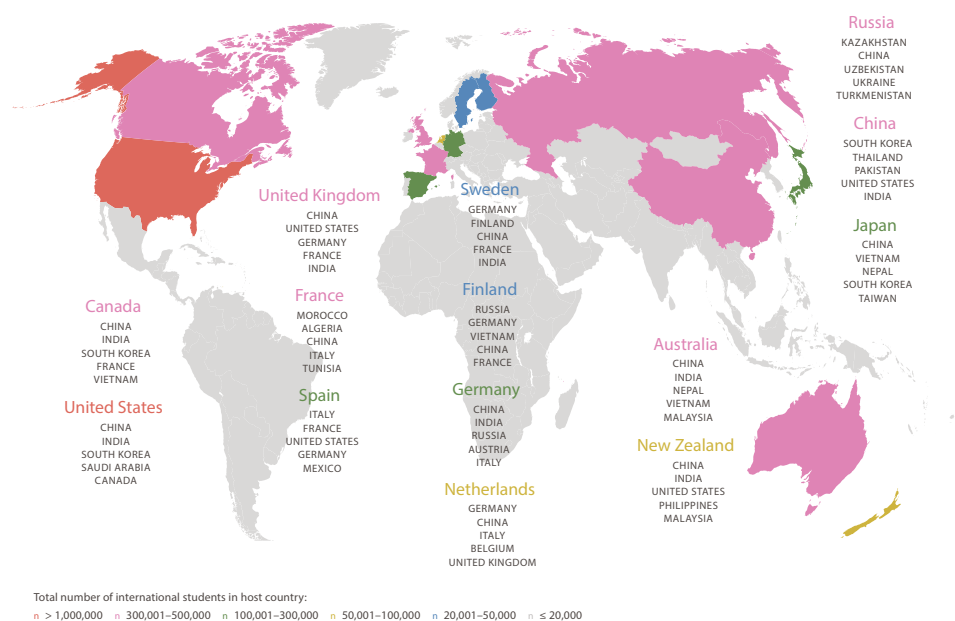 Russia
KAZAKHSTAN
CHINA
UZBEKISTAN
UKRAINE
TURKMENISTAN
China
SOUTH KOREA
THAILAND
PAKISTAN
UNITED STATES
INDIA
Japan
CHINA
VIETNAM
NEPAL
SOUTH KOREA
TAIWAN
United Kingdom
CHINA
UNITED STATES
GERMANY
FRANCE
INDIA
Sweden
GERMANY
FINLAND
CHINA
FRANCE
INDIA
France
MOROCCO
ALGERIA
CHINA
ITALY
TUNISIA
Finland
RUSSIA
GERMANY
VIETNAM
CHINA
FRANCE
Canada
CHINA
INDIA
SOUTH KOREA
FRANCE
VIETNAM
Australia
CHINA
INDIA
NEPAL
VIETNAM
MALAYSIA
Spain
ITALY
FRANCE
UNITED STATES
GERMANY
MEXICO
Germany
CHINA
INDIA
RUSSIA
AUSTRIA
ITALY
United States
CHINA
INDIA
SOUTH KOREA
SAUDI ARABIA
CANADA
New Zealand
CHINA
INDIA
UNITED STATES
PHILIPPINES
MALAYSIA
Netherlands
GERMANY
CHINA
ITALY
BELGIUM
UNITED KINGDOM
Total number of international students in host country:
n > 1,000,000 n 300,001–500,000 n 100,001–300,000 n 50,001–100,000 n 20,001–50,000 n ≤ 20,000